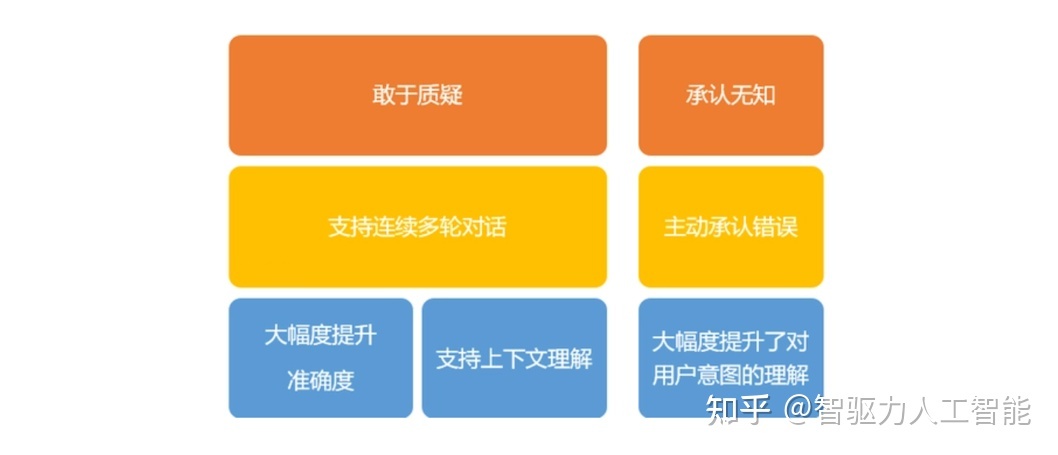 敢于质疑
承认无知
支持连续多轮对话
主动承认错误
大幅度提升
准确度
支持上下文理解
大幅度提升了对
用户意图的理解
知乎 @智驱力人工智能